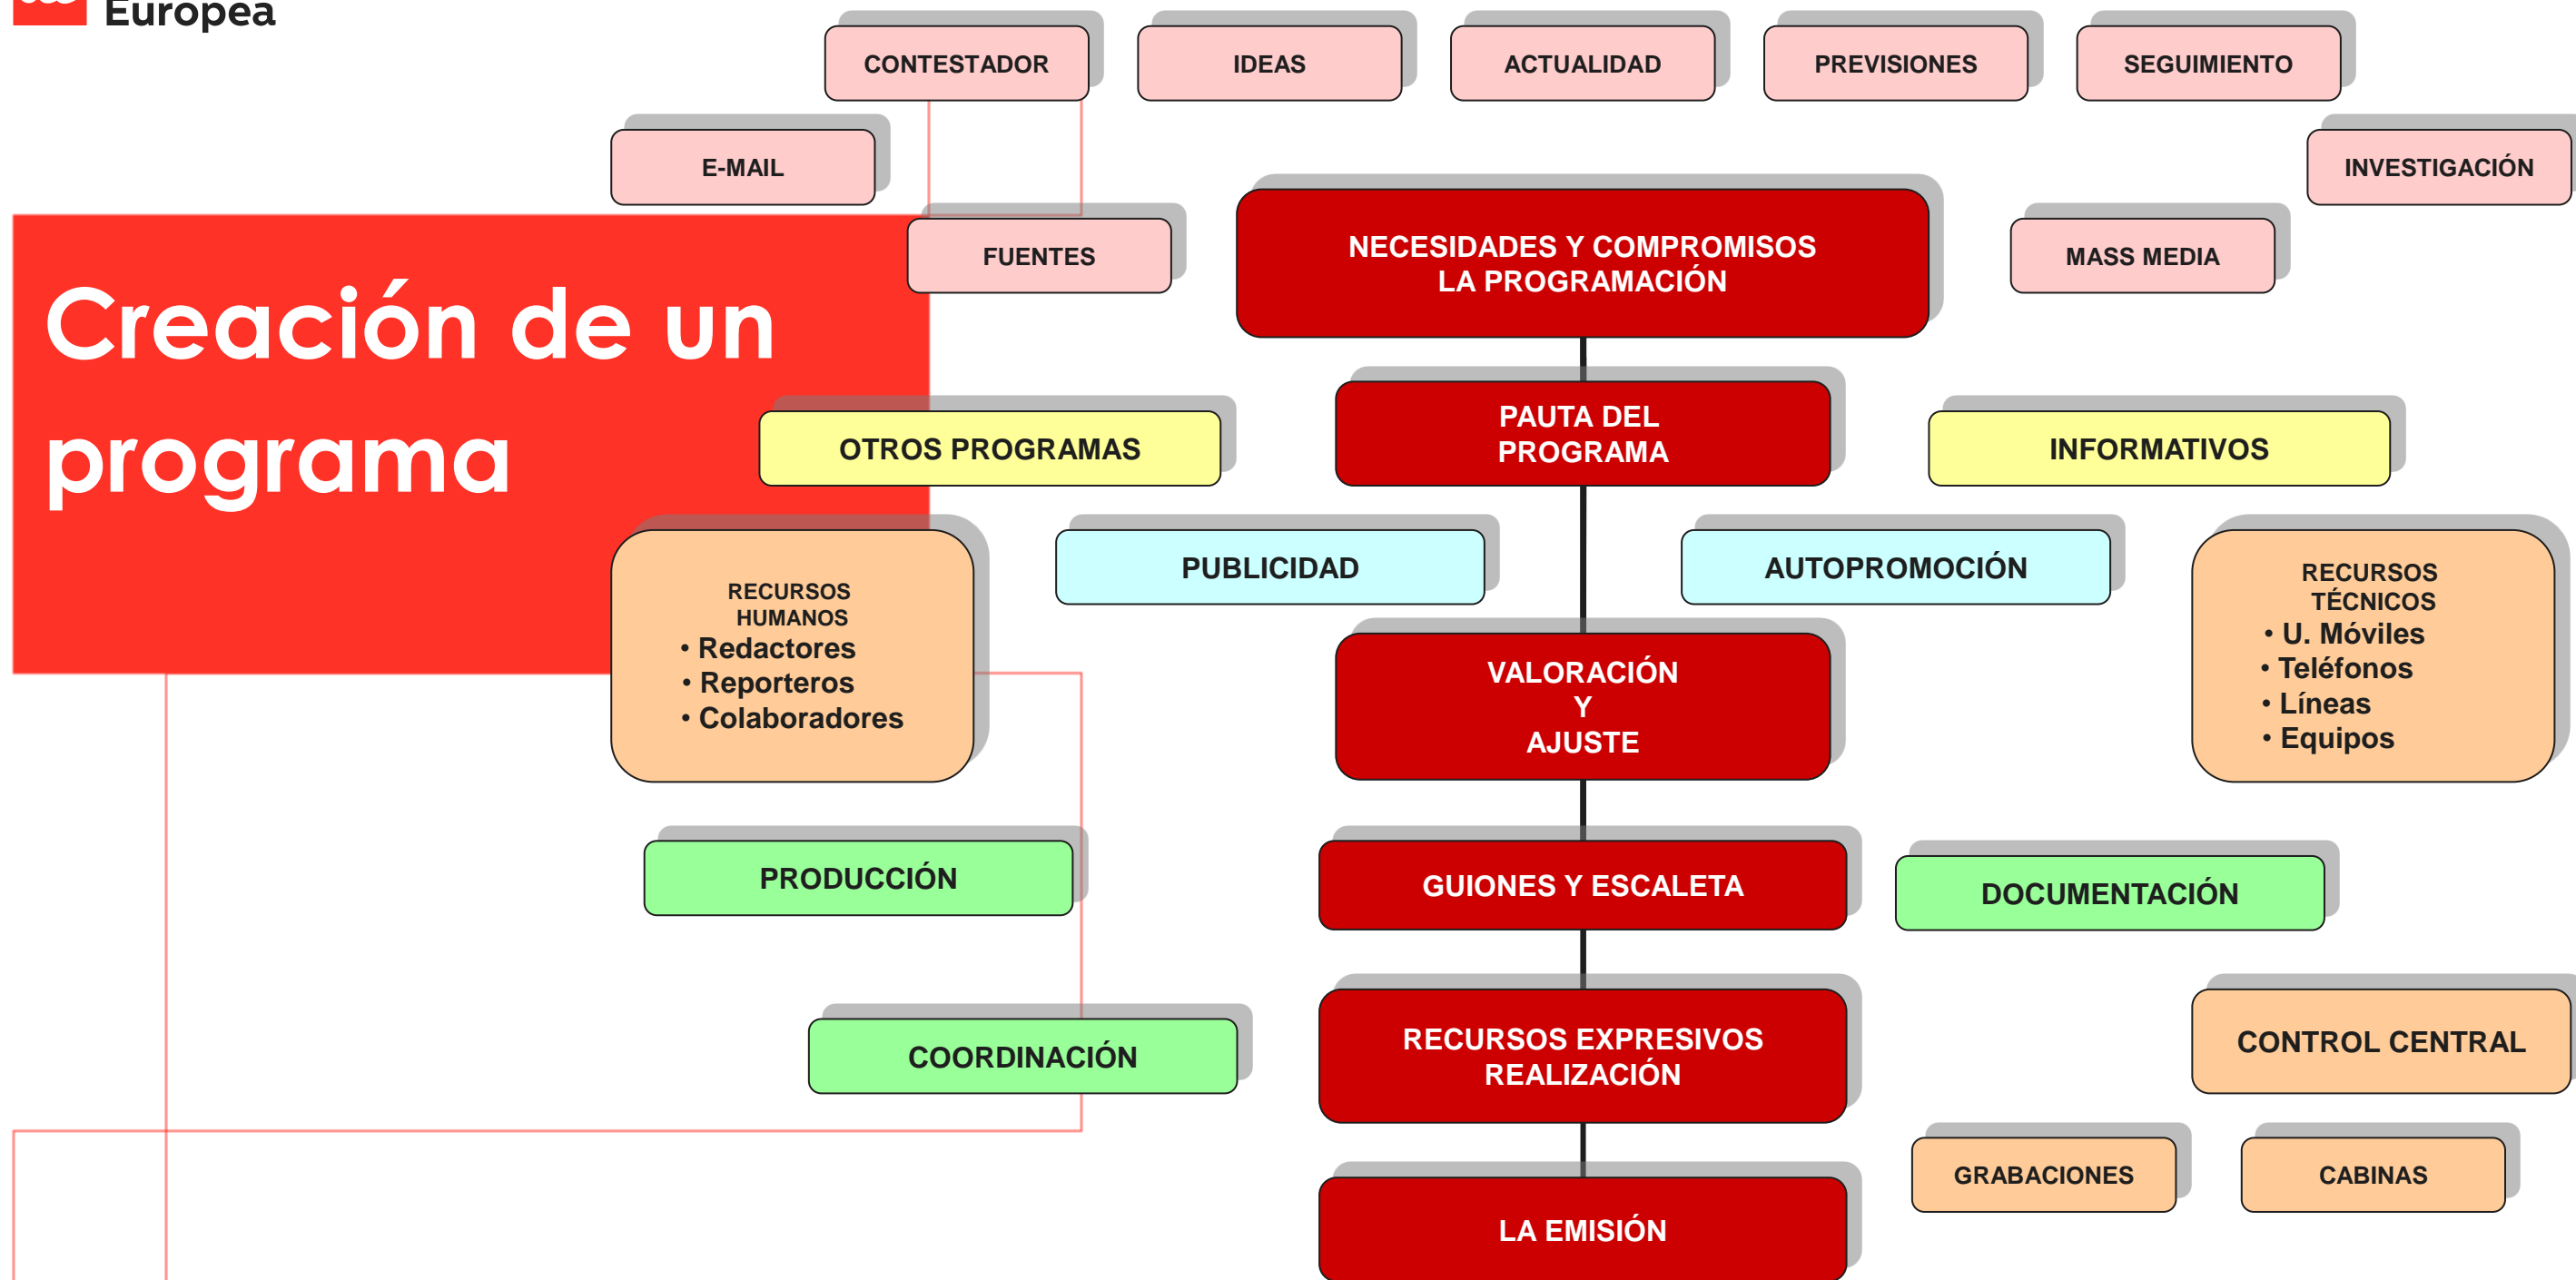 Europea
CONTESTADOR
IDEAS
ACTUALIDAD
PREVISIONES
SEGUIMIENTO
E-MAIL
INVESTIGACIÓN
FUENTES
NECESIDADES Y COMPROMISOS
LA PROGRAMACIÓN
MASS MEDIA
Creación de un
programa
OTROS PROGRAMAS
PAUTA DEL
PROGRAMA
INFORMATIVOS
PUBLICIDAD
AUTOPROMOCIÓN
RECURSOS
HUMANOS
• Redactores
• Reporteros
• Colaboradores
VALORACIÓN
Y
AJUSTE
RECURSOS
TÉCNICOS
• U. Móviles
• Teléfonos
• Líneas
• Equipos
PRODUCCIÓN
GUIONES Y ESCALETA
DOCUMENTACIÓN
COORDINACIÓN
RECURSOS EXPRESIVOS
REALIZACIÓN
CONTROL CENTRAL
GRABACIONES
CABINAS
LA EMISIÓN